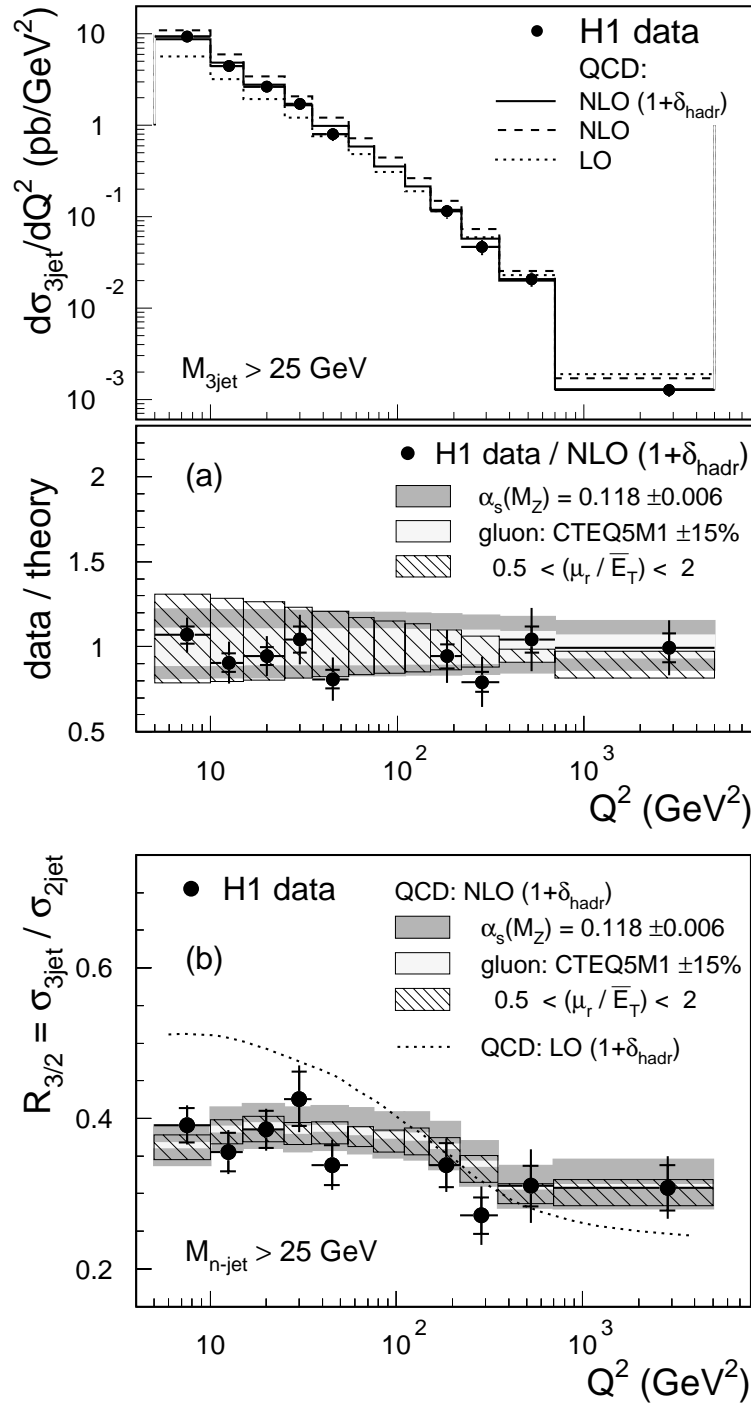 dσ_3jet/dQ² (pb/GeV²)
10
1
10⁻¹
10⁻²
10⁻³
H1 data
QCD:
NLO (1+δ_hadr)
NLO
LO
M_3jet > 25 GeV
data / theory
2
1.5
1
0.5
(a)
H1 data / NLO (1+δ_hadr)
α_s(M_Z) = 0.118 ±0.006
gluon: CTEQ5M1 ±15%
0.5 < (μ_r / E̅_T) < 2
10
10²
10³
Q² (GeV²)
R_3/2 = σ_3jet / σ_2jet
0.6
0.4
0.2
H1 data
(b)
QCD: NLO (1+δ_hadr)
α_s(M_Z) = 0.118 ±0.006
gluon: CTEQ5M1 ±15%
0.5 < (μ_r / E̅_T) < 2
QCD: LO (1+δ_hadr)
M_n-jet > 25 GeV
10
10²
10³
Q² (GeV²)